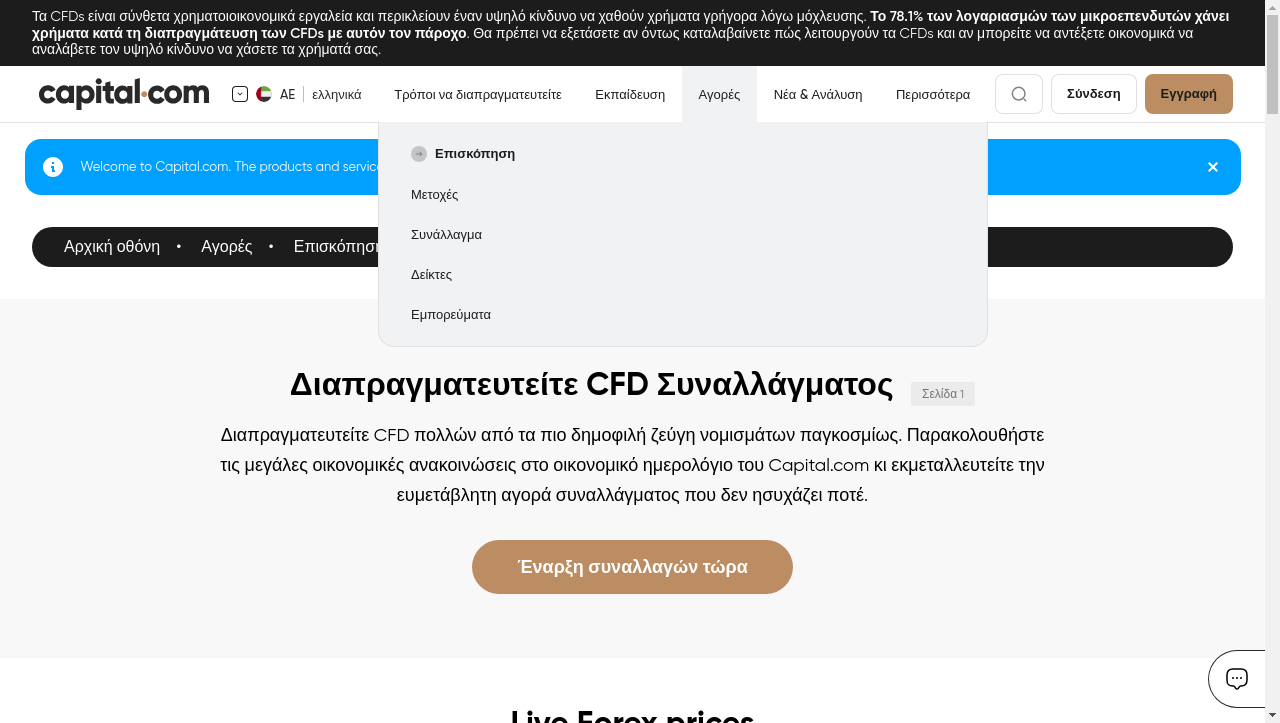 Τα CFDs είναι σύνθετα χρηματοιοικονομικά εργαλεία και περικλείουν έναν υψηλό κίνδυνο να χαθούν χρήματα γρήγορα λόγω μόχλευσης. Το 78.1% των λογαριασμών των μικροεπενδυτών χάνει
χρήματα κατά τη διαπραγμάτευση των CFDs με αυτόν τον πάροχο. Θα πρέπει να εξετάσετε αν όντως καταλαβαίνετε πώς λειτουργούν τα CFDs και αν μπορείτε να αντέξετε οικονομικά να
αναλάβετε τον υψηλό κίνδυνο να χάσετε τα χρήματά σας.
capital.com AE ελληνικά Τρόποι να διαπραγματευτείτε Εκπαίδευση Αγορές Νέα & Ανάλυση Περισσότερα Σύνδεση Εγγραφή
Επισκόπηση
Welcome to Capital.com. The products and service
Μετοχές
Συνάλλαγμα
Αρχική οθόνη • Αγορές • Επισκόπηση
Δείκτες
Εμπορεύματα
Διαπραγματευτείτε CFD Συναλλάγματος Σελίδα 1
Διαπραγματευτείτε CFD πολλών από τα πιο δημοφιλή ζεύγη νομισμάτων παγκοσμίως. Παρακολουθήστε
τις μεγάλες οικονομικές ανακοινώσεις στο οικονομικό ημερολόγιο του Capital.com κι εκμεταλλευτείτε την
ευμετάβλητη αγορά συναλλάγματος που δεν ησυχάζει ποτέ.
Έναρξη συναλλαγών τώρα
Live Forex prices